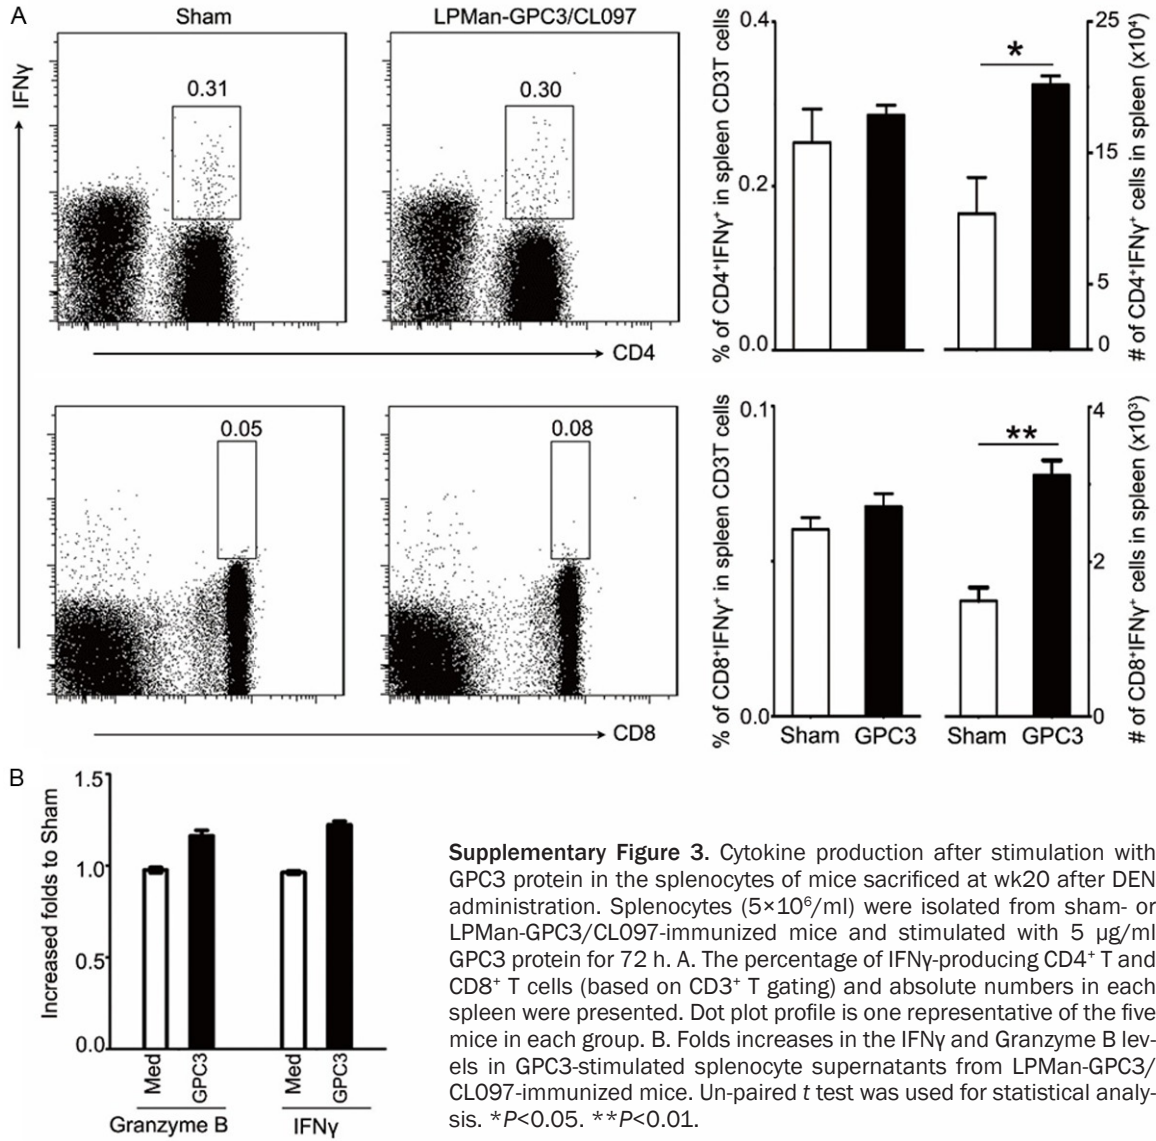 A
Sham
LPMan-GPC3/CL097
IFNγ
0.31
0.30
CD4
% of CD4⁺IFNγ⁺ in spleen CD3T cells
0.4
0.2
0.0
*
25
15
5
0
# of CD4⁺IFNγ⁺ cells in spleen (x10⁴)
0.05
0.08
CD8
% of CD8⁺IFNγ⁺ in spleen CD3T cells
0.1
0.0
**
4
2
0
# of CD8⁺IFNγ⁺ cells in spleen (x10³)
Sham GPC3 Sham GPC3
B
Increased folds to Sham
1.5
1.0
0.5
0.0
Med GPC3 Med GPC3
Granzyme B IFNγ
Supplementary Figure 3. Cytokine production after stimulation with
GPC3 protein in the splenocytes of mice sacrificed at wk20 after DEN
administration. Splenocytes (5×10⁶/ml) were isolated from sham- or
LPMan-GPC3/CL097-immunized mice and stimulated with 5 μg/ml
GPC3 protein for 72 h. A. The percentage of IFNγ-producing CD4⁺ T and
CD8⁺ T cells (based on CD3⁺ T gating) and absolute numbers in each
spleen were presented. Dot plot profile is one representative of the five
mice in each group. B. Folds increases in the IFNγ and Granzyme B lev-
els in GPC3-stimulated splenocyte supernatants from LPMan-GPC3/
CL097-immunized mice. Un-paired t test was used for statistical analy-
sis. *P<0.05. **P<0.01.